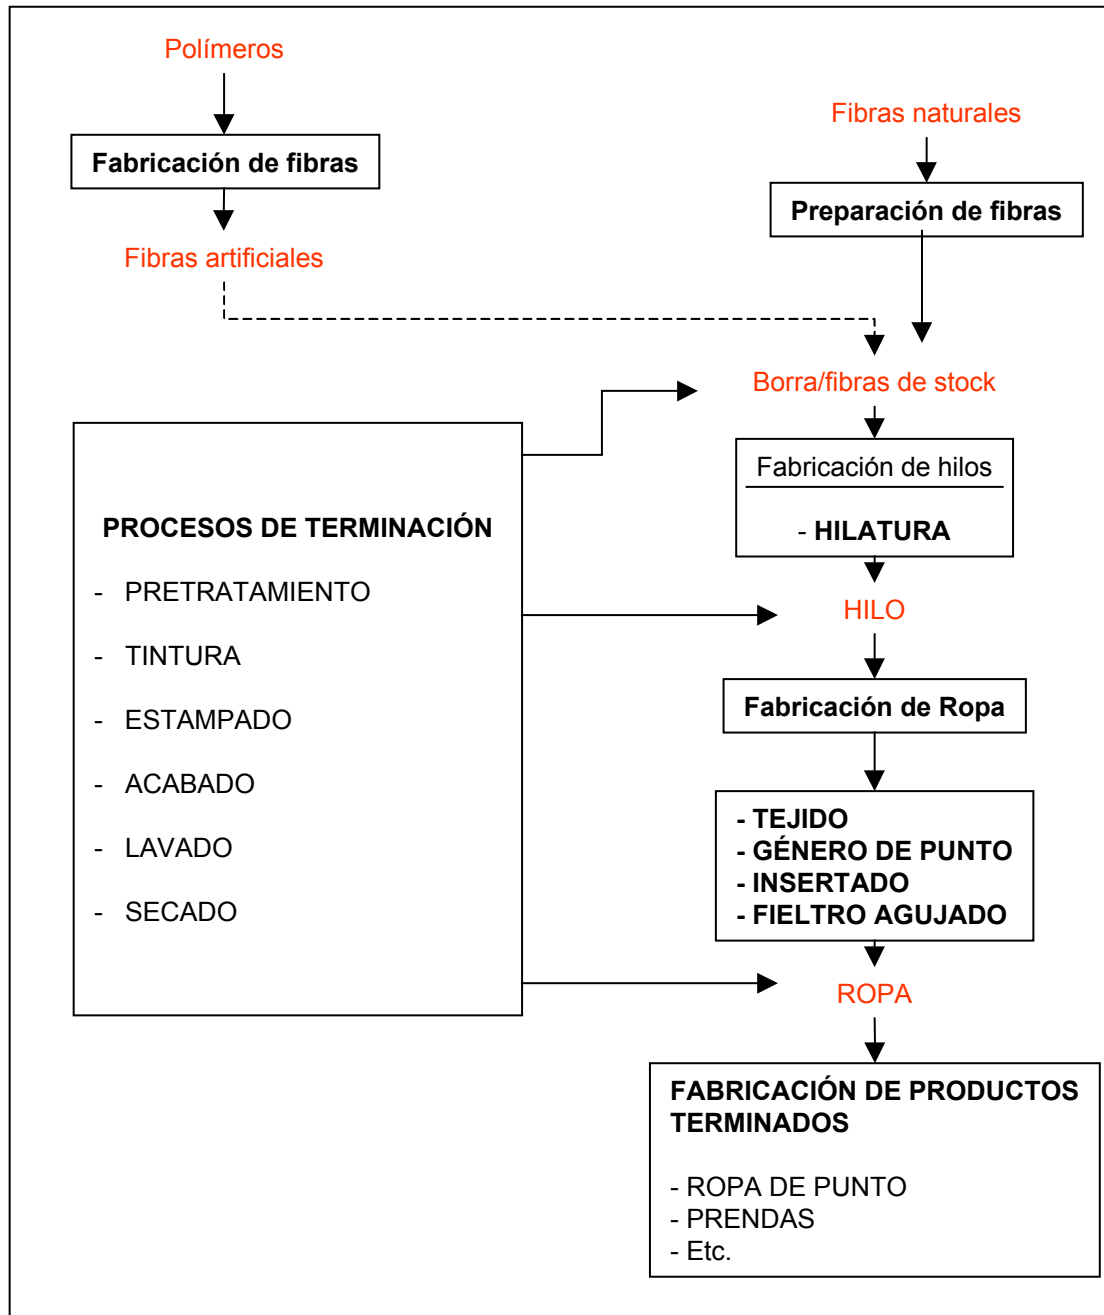 Polímeros
Fabricación de fibras
Fibras artificiales
Fibras naturales
Preparación de fibras
Borra/fibras de stock
Fabricación de hilos
- HILATURA
HILO
Fabricación de Ropa
- TEJIDO
- GÉNERO DE PUNTO
- INSERTADO
- FIELTRO AGUJADO
ROPA
FABRICACIÓN DE PRODUCTOS
TERMINADOS
- ROPA DE PUNTO
- PRENDAS
- Etc.
PROCESOS DE TERMINACIÓN
- PRETRATAMIENTO
- TINTURA
- ESTAMPADO
- ACABADO
- LAVADO
- SECADO